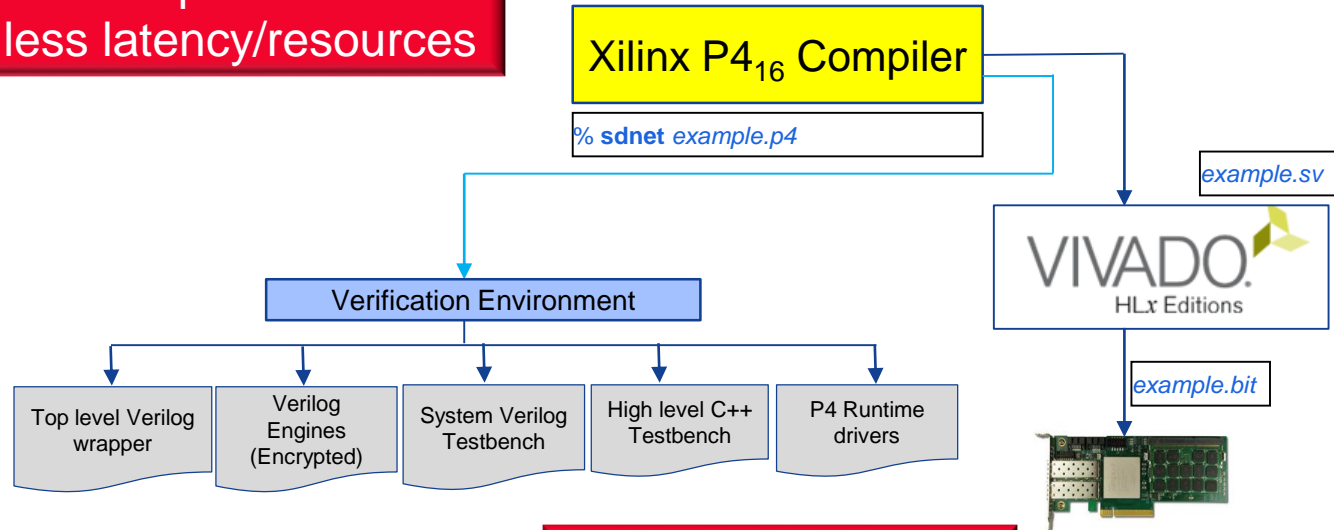 less latency/resources
Xilinx P4₁₆ Compiler
% sdnet example.p4
example.sv
VIVADO.
HLx Editions
Verification Environment
example.bit
Top level Verilog
wrapper
Verilog
Engines
(Encrypted)
System Verilog
Testbench
High level C++
Testbench
P4 Runtime
drivers